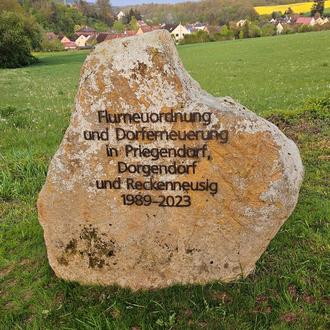 Flurneuordnung
und Dorferneuerung
in Priegendorf,
Dorgendorf
und Reckenneusig
1989-2023